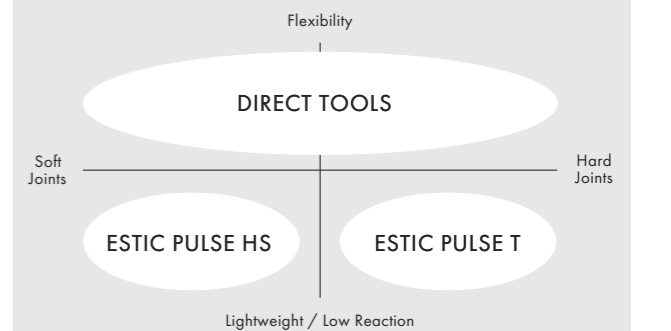 Flexibility
DIRECT TOOLS
Soft
Joints
Hard
Joints
ESTIC PULSE HS
ESTIC PULSE T
Lightweight / Low Reaction